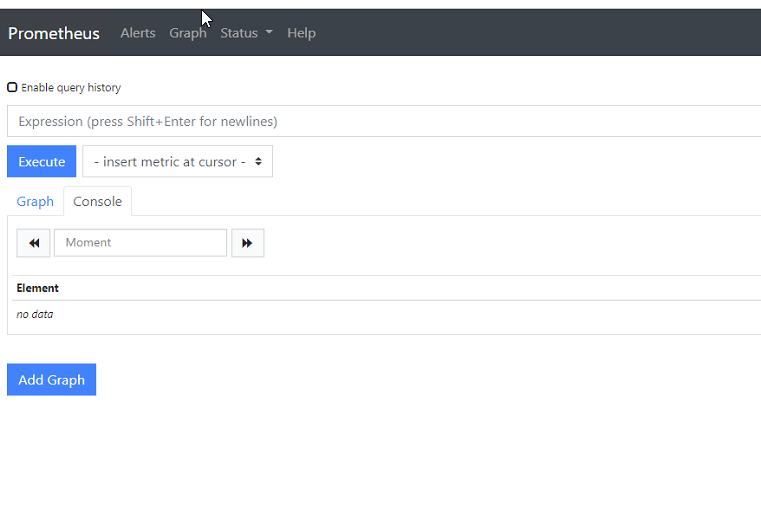 Prometheus Alerts Graph Status Help
Enable query history
Expression (press Shift+Enter for newlines)
Execute - insert metric at cursor -
Graph Console
Moment
Element
no data
Add Graph